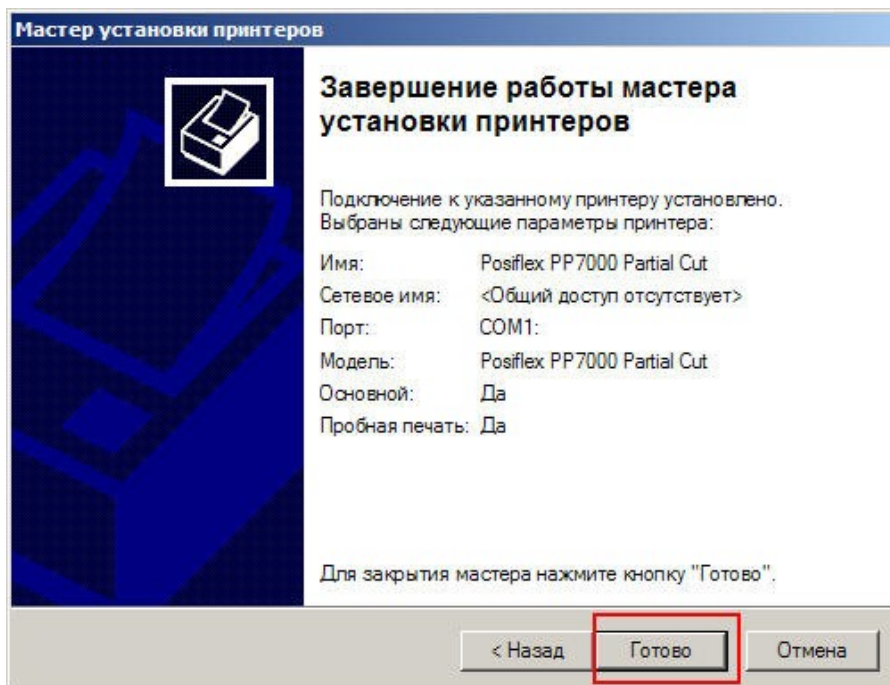 Мастер установки принтеров
Завершение работы мастера
установки принтеров
Подключение к указанному принтеру установлено.
Выбраны следующие параметры принтера:
Имя: Posiflex PP7000 Partial Cut
Сетевое имя: <Общий доступ отсутствует>
Порт: COM1:
Модель: Posiflex PP7000 Partial Cut
Основной: Да
Пробная печать: Да
Для закрытия мастера нажмите кнопку "Готово".
< Назад Готово Отмена